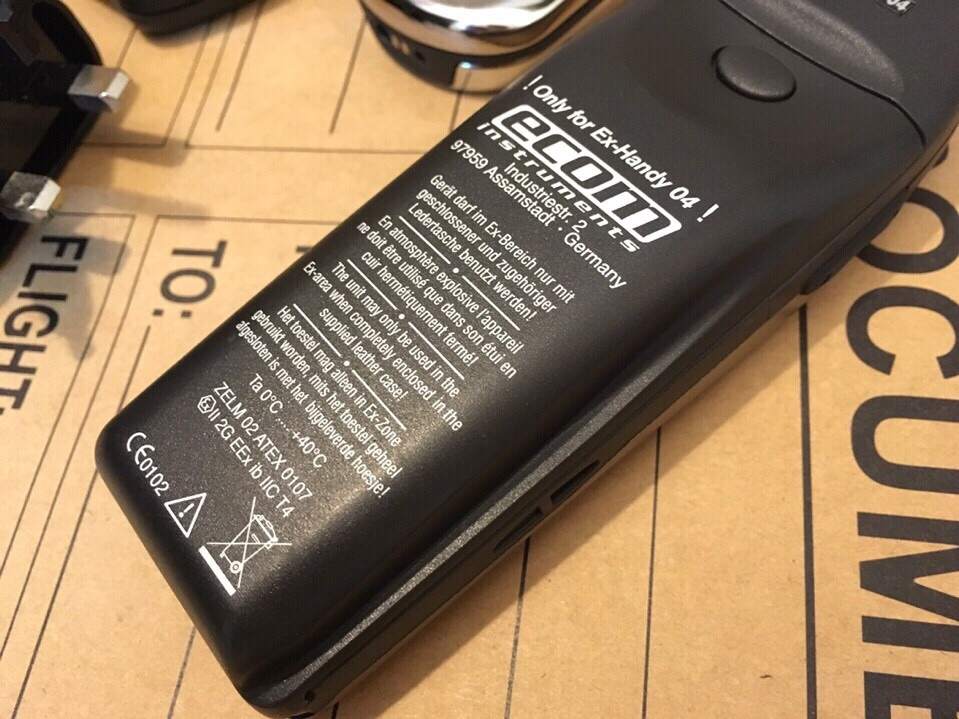 04
! Only for Ex-Handy 04 !
ecom
instruments
Industriestr. 2
97959 Assamstadt · Germany
Gerät darf im Ex-Bereich nur mit
geschlossener und zugehöriger
Ledertasche benutzt werden!
En atmosphère explosive l'appareil
ne doit être utilisé que dans son étui en
cuir hermétiquement fermé!
The unit may only be used in the
Ex-area when completely enclosed in the
supplied leather case!
Het toestel mag alleen in Ex-Zone
gebruikt worden, mits het toestel geheel
afgesloten is met het bijgeleverde hoesje!
Ta 0°C.....+40°C
ZELM 02 ATEX 0107
Ex II 2G EEx ib IIC T4
CE0102
FLIGHT:
TO:
OCUME